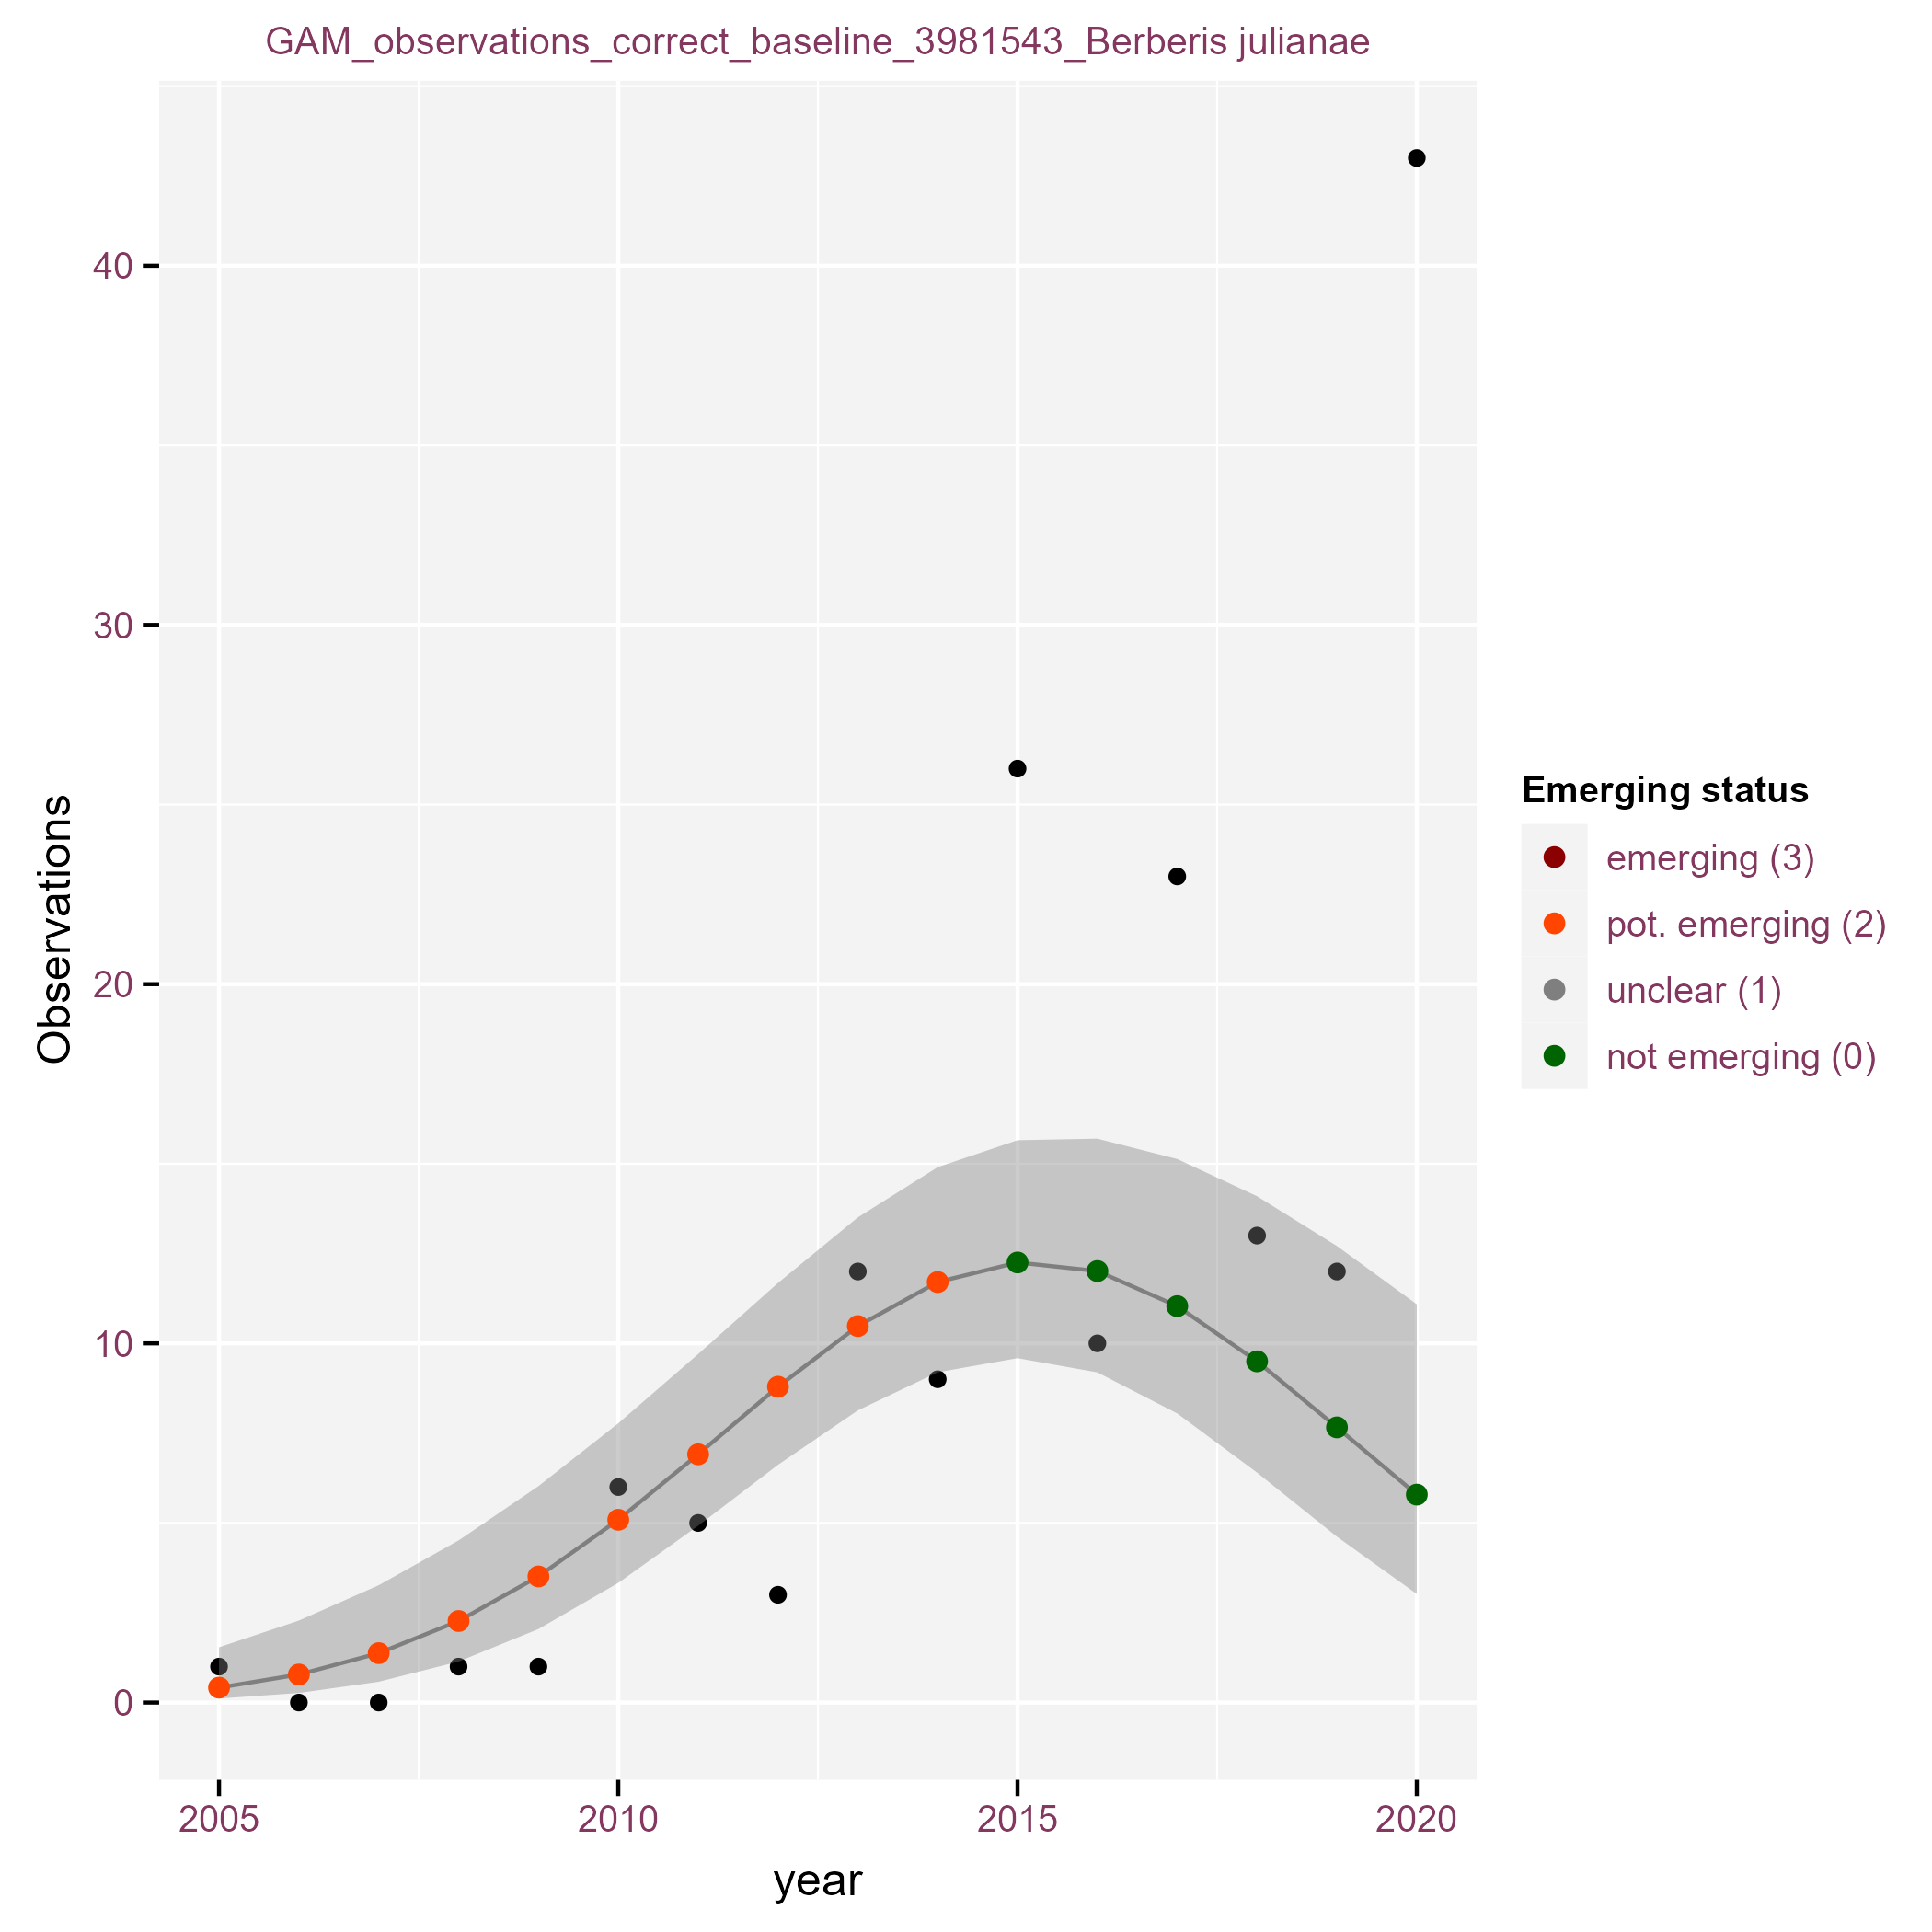 GAM_observations_correct_baseline_3981543_Berberis julianae
Observations
40
30
20
10
0
2005 2010 2015 2020
year
Emerging status
emerging (3)
pot. emerging (2)
unclear (1)
not emerging (0)